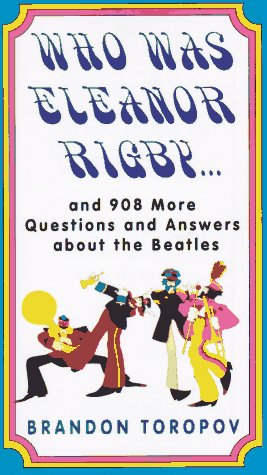 WHO WAS
ELEANOR
RIGBY...
and 908 More
Questions and Answers
about the Beatles
BRANDON TOROPOV